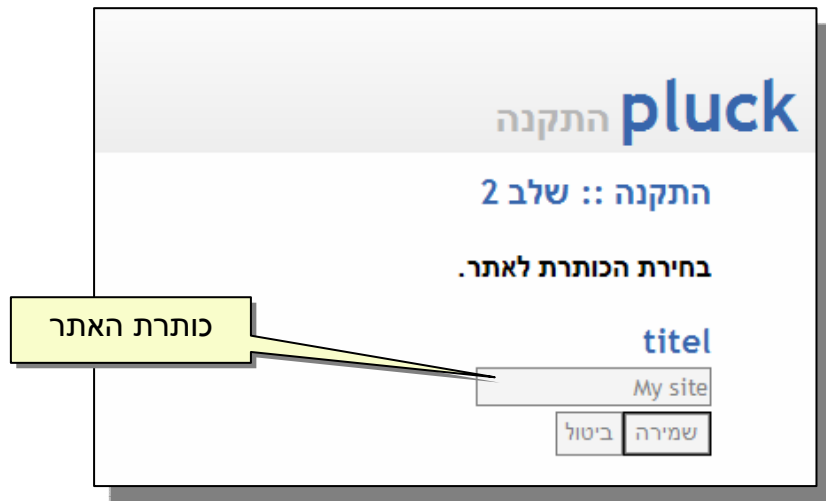 pluck התקנה
התקנה :: שלב 2
בחירת הכותרת לאתר.
כותרת האתר
titel
My site
שמירה ביטול